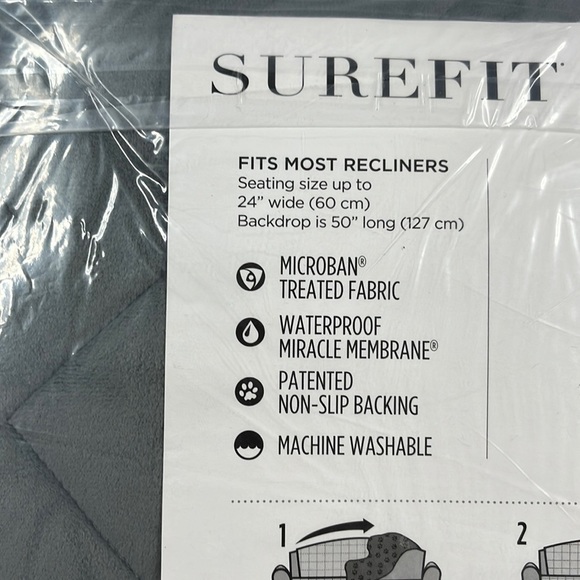 SUREFIT
FITS MOST RECLINERS
Seating size up to
24” wide (60 cm)
Backdrop is 50” long (127 cm)
MICROBAN®
TREATED FABRIC
WATERPROOF
MIRACLE MEMBRANE®
PATENTED
NON-SLIP BACKING
MACHINE WASHABLE
1
2